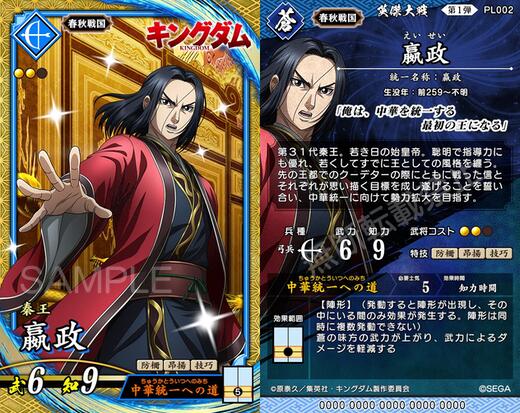 春秋戦国
キングダム
KINGDOM
SAMPLE
秦王
嬴政
防柵 昂揚 技巧
武6 知9
ちゅうかとういつへのみち
中華統一への道
5
蒼
春秋戦国
英傑大戦
第1弾
PL002
えい せい
嬴政
統一名称:嬴政
生没年:前259~不明
「俺は、中華を統一する
最初の王になる」
第31代秦王。若き日の始皇帝。聡明で指導力に
も優れ、若くしてすでに王としての風格を纏う。
先の王都でのクーデターの際にともに戦った信と
それぞれが思い描く目標を成し遂げることを誓い
合い、中華統一に向けて勢力拡大を目指す。
兵種 武力 知力 武将コスト
弓兵 6 9 特技 防柵 昂揚 技巧
ちゅうかとういつへのみち 必要士気 効果時間
中華統一への道 5 知力時間
効果範囲
【陣形】(発動すると陣形が出現し、その
中にいる間のみ効果が発生する。陣形は同
時に複数発動できない)
蒼の味方の武力が上がり、武力によるダ
メージを軽減する
©原泰久/集英社・キングダム製作委員会
©SEGA
0000 0000 0000 0000 0000